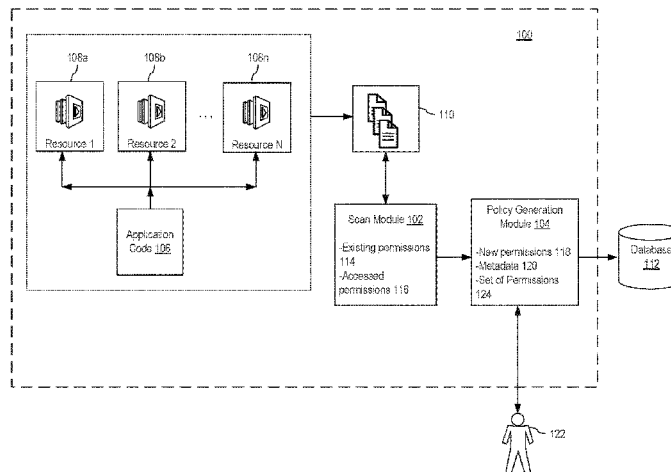 100
108a
108b
108n
Resource 1
Resource 2
...
Resource N
110
Application
Code 106
Scan Module 102
-Existing permissions
114
-Accessed
permissions 116
Policy Generation
Module 104
-New permissions 118
-Metadata 120
-Set of Permissions
124
Database
112
122